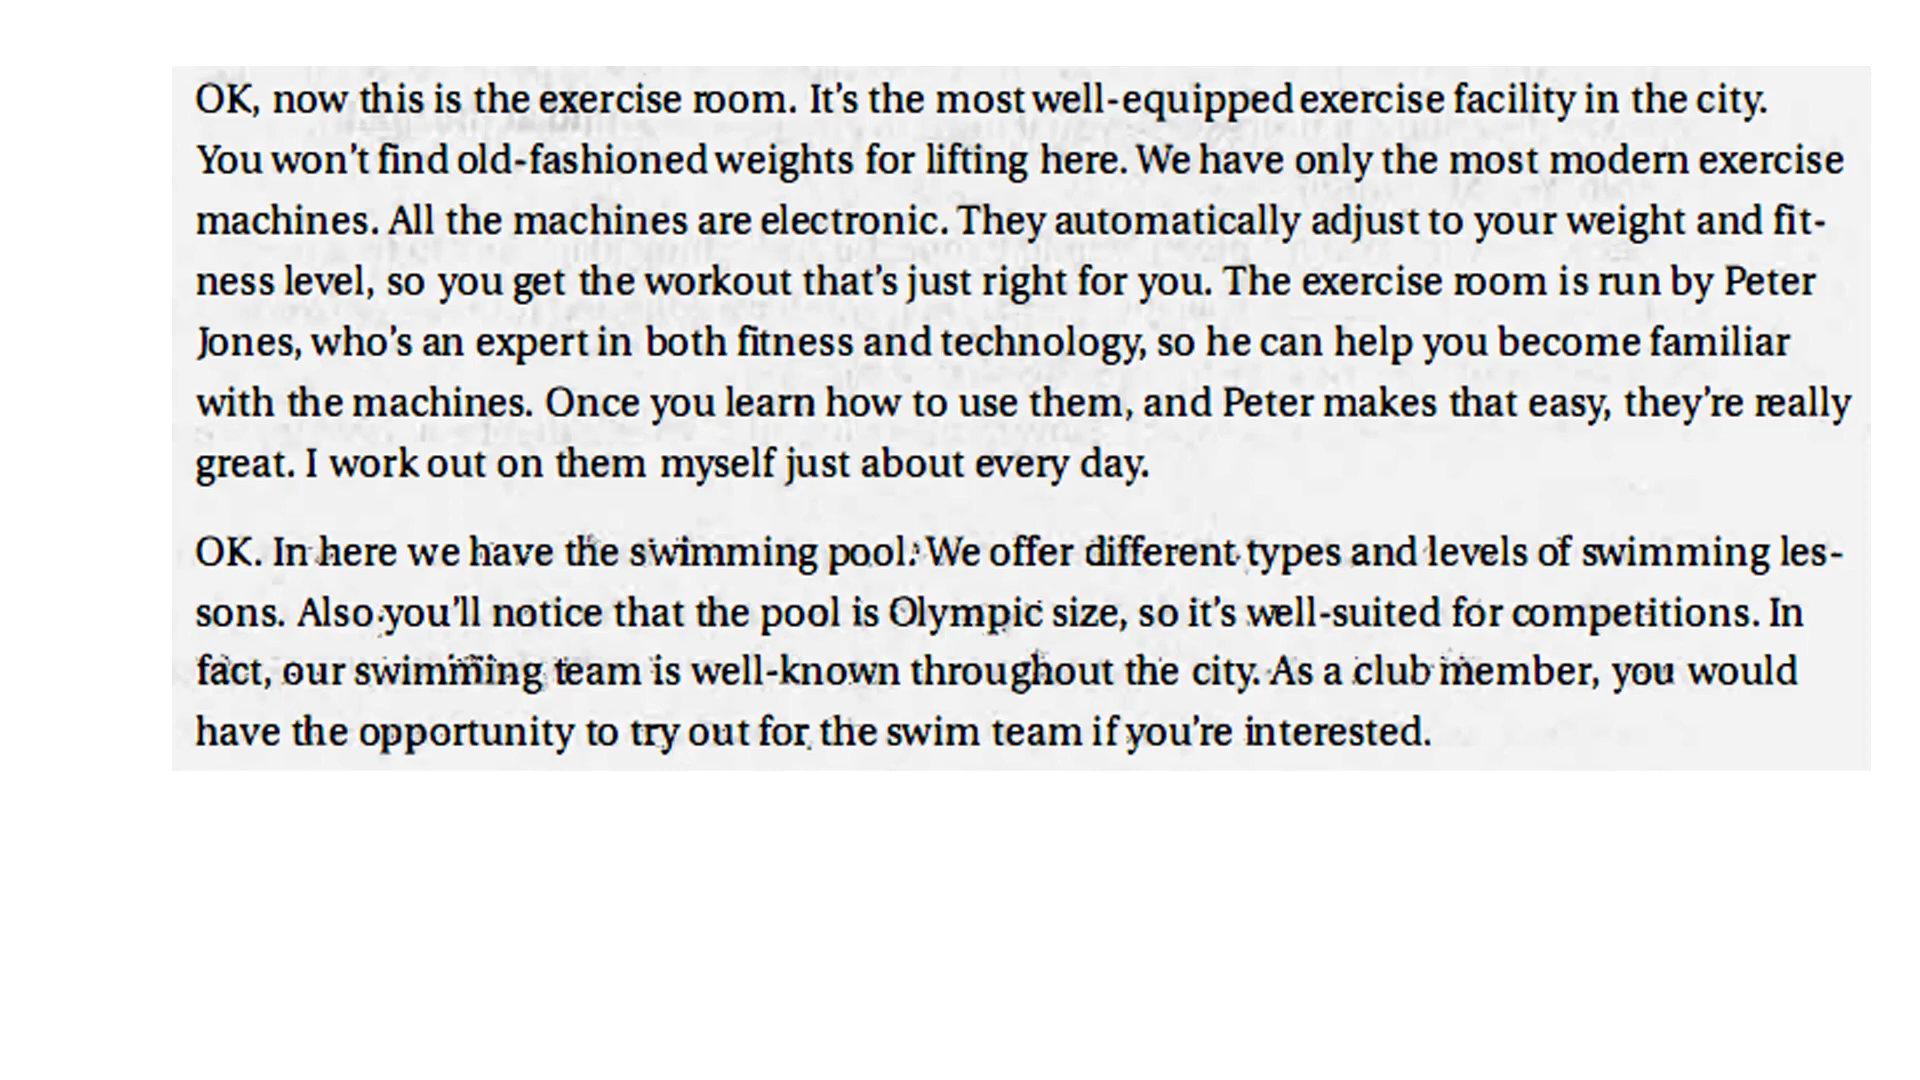 OK, now this is the exercise room. It’s the most well-equipped exercise facility in the city.
You won’t find old-fashioned weights for lifting here. We have only the most modern exercise
machines. All the machines are electronic. They automatically adjust to your weight and fit-
ness level, so you get the workout that’s just right for you. The exercise room is run by Peter
Jones, who’s an expert in both fitness and technology, so he can help you become familiar
with the machines. Once you learn how to use them, and Peter makes that easy, they’re really
great. I work out on them myself just about every day.
OK. In here we have the swimming pool. We offer different types and levels of swimming les-
sons. Also you’ll notice that the pool is Olympic size, so it’s well-suited for competitions. In
fact, our swimming team is well-known throughout the city. As a club member, you would
have the opportunity to try out for the swim team if you’re interested.